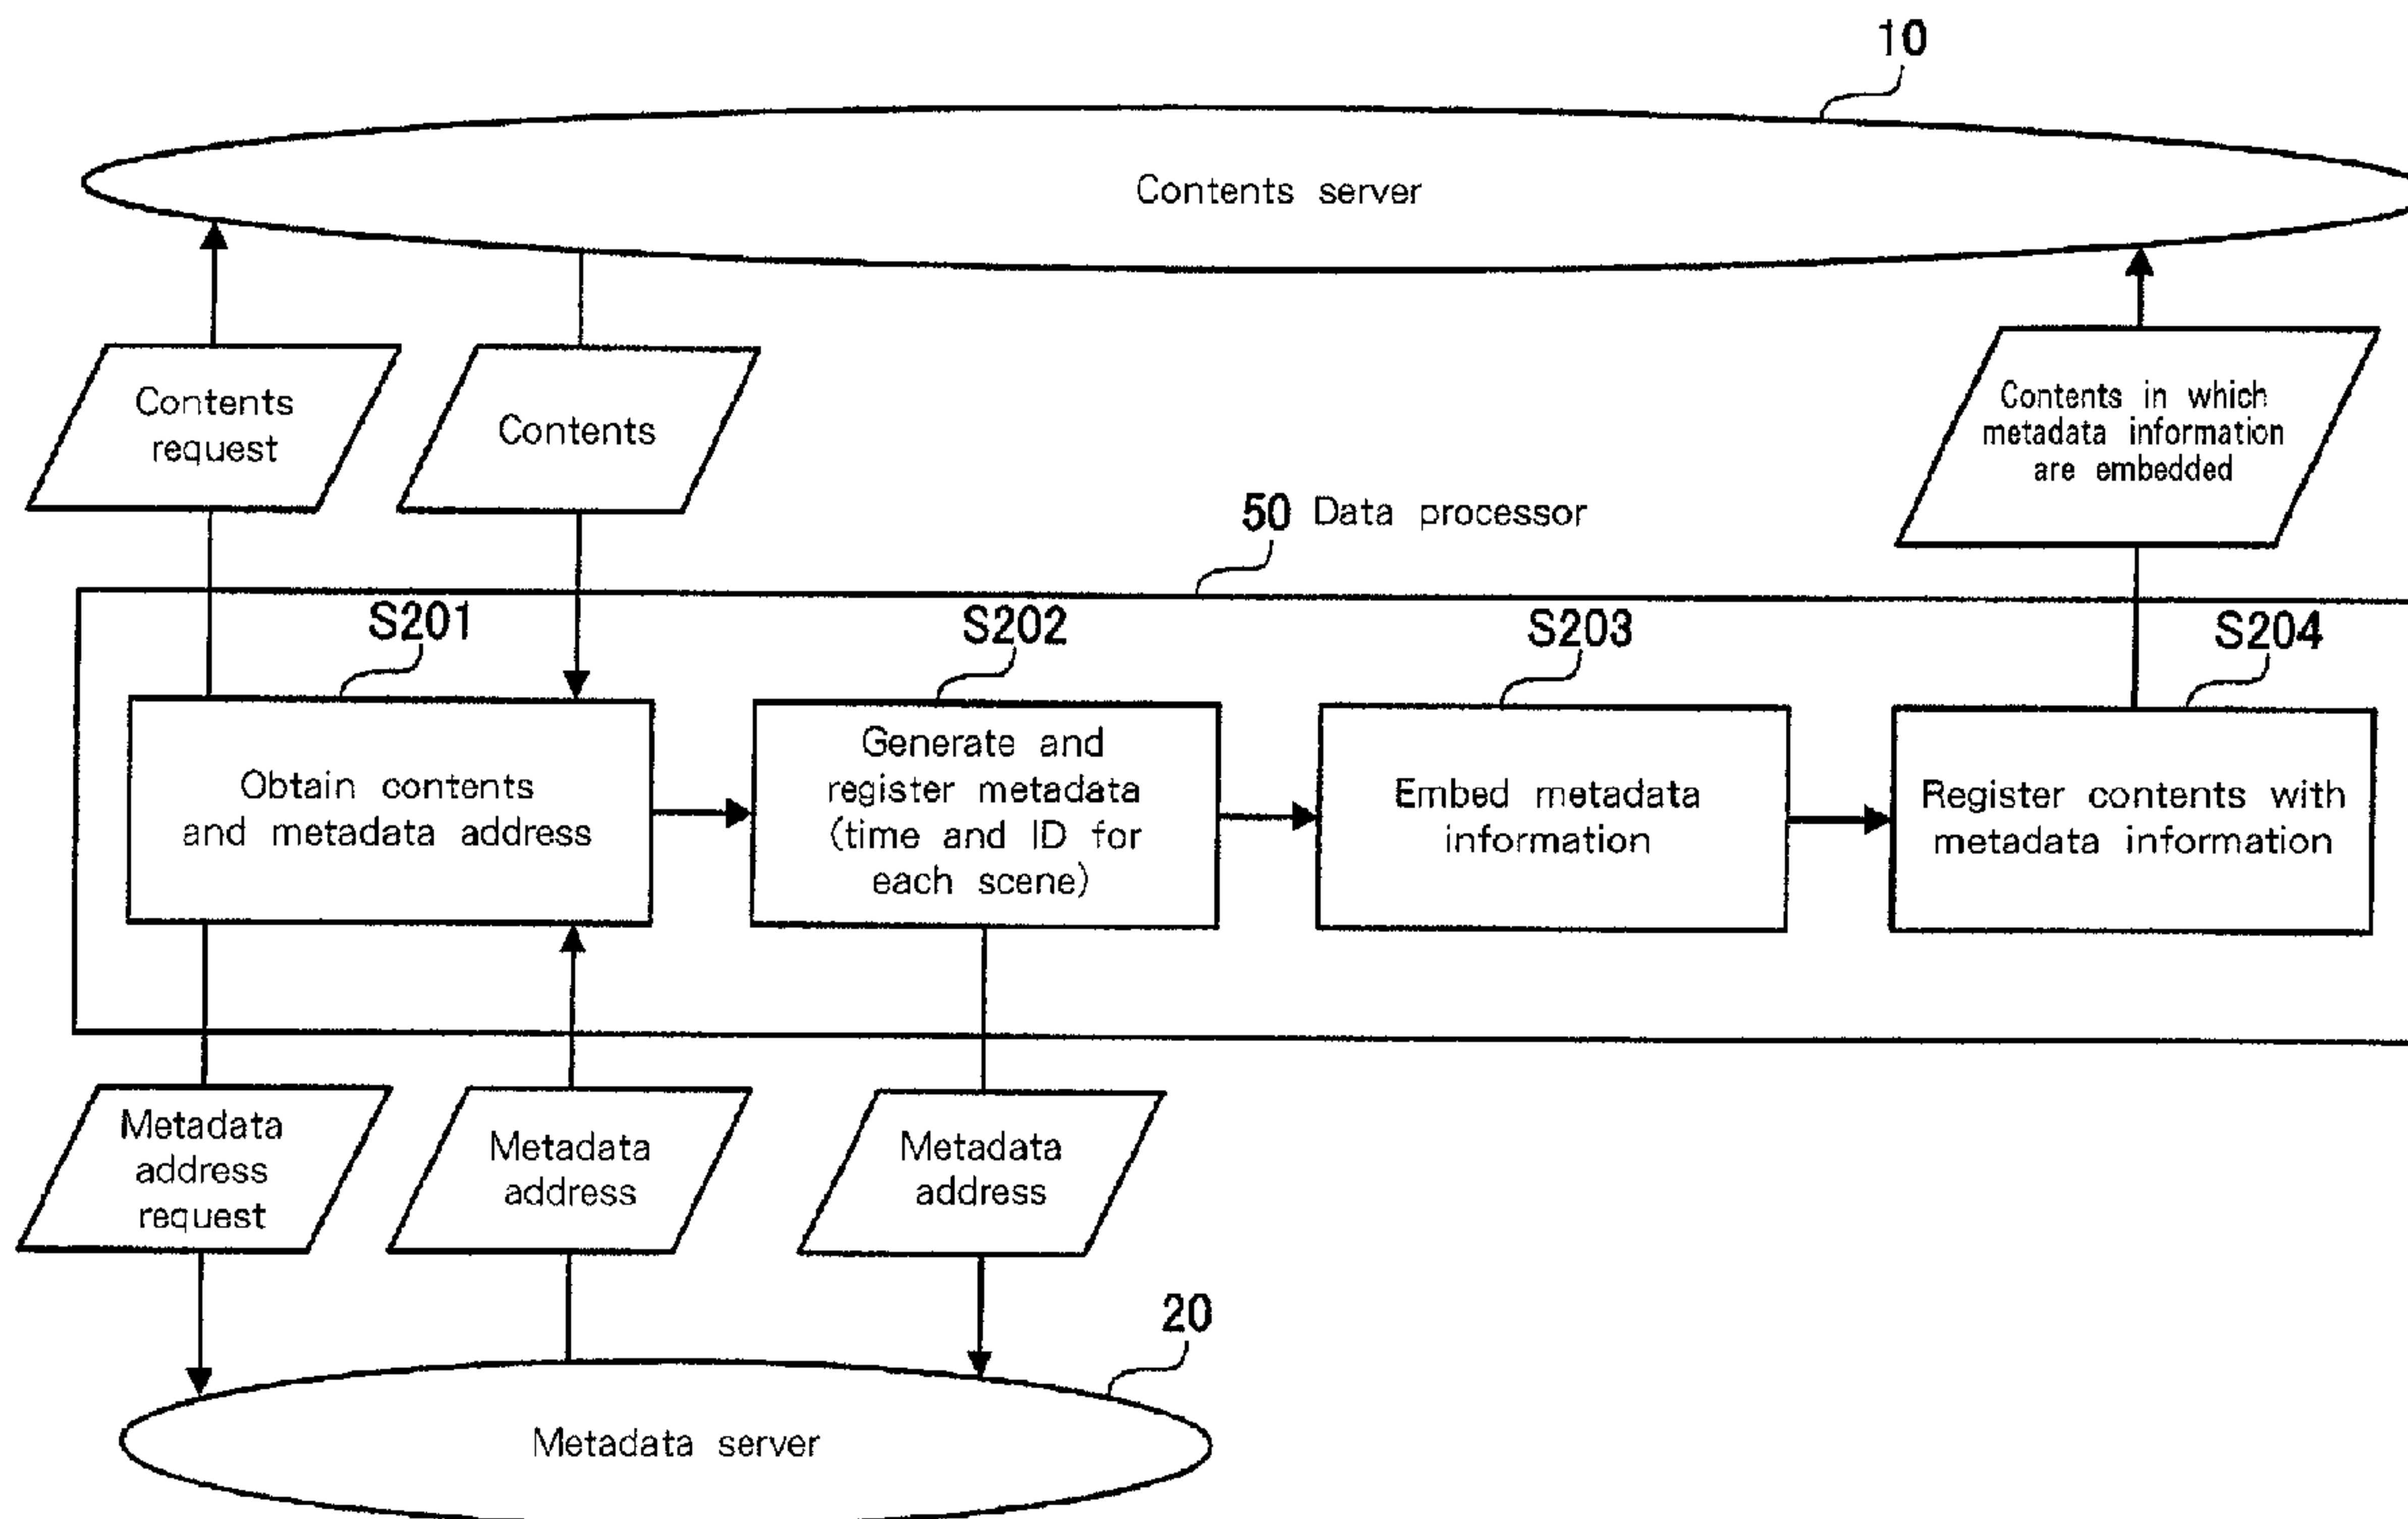 10
Contents server
Contents
request
Contents
Contents in which
metadata information
are embedded
50 Data processor
S201
S202
S203
S204
Obtain contents
and metadata address
Generate and
register metadata
(time and ID for
each scene)
Embed metadata
information
Register contents with
metadata information
Metadata
address
request
Metadata
address
Metadata
address
20
Metadata server